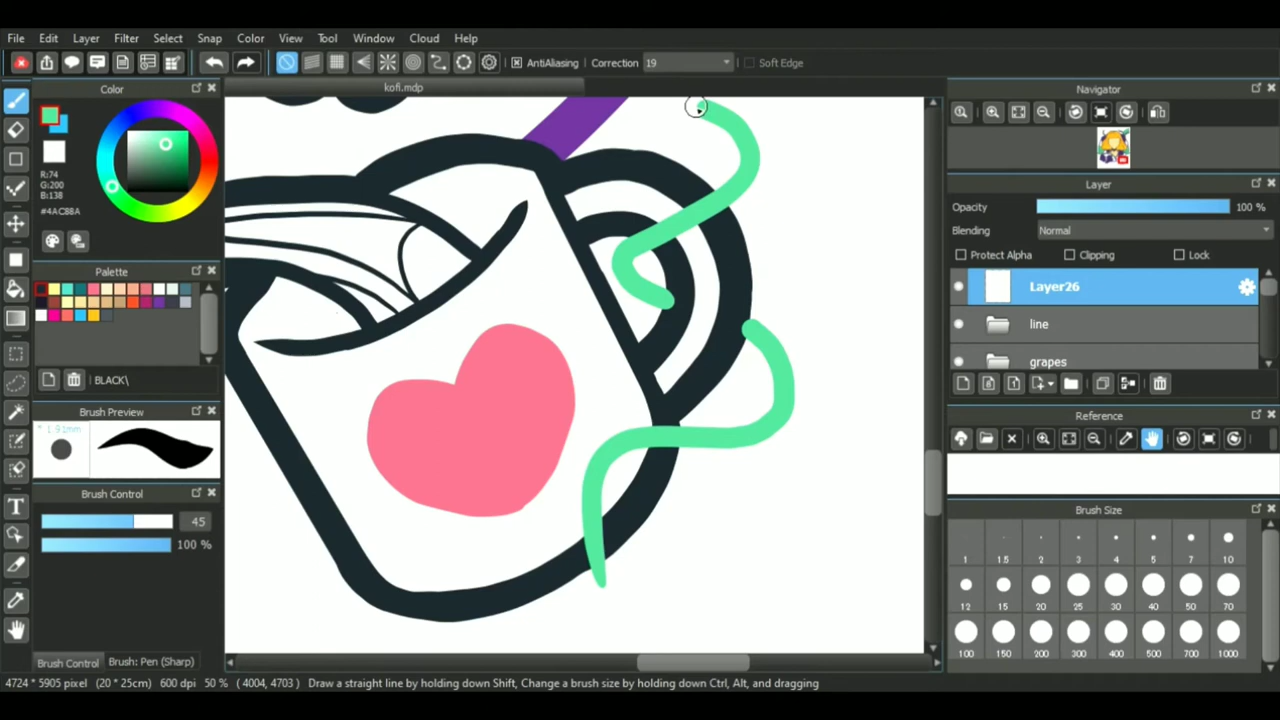 File Edit Layer Filter Select Snap Color View Tool Window Cloud Help
AntiAliasing Correction 19 Soft Edge
Color
kofi.mdp
Navigator
R:74
G:200
B:138
#4AC88A
Layer
Opacity 100 %
Blending Normal
Protect Alpha Clipping Lock
Palette
Layer26
line
grapes
BLACK\
Brush Preview
* 1.91mm
Reference
Brush Control
45
100 %
Brush Size
1 1.5 2 3 4 5 7 10
12 15 20 25 30 40 50 70
100 150 200 300 400 500 700 1000
Brush Control Brush: Pen (Sharp)
4724 * 5905 pixel (20 * 25cm) 600 dpi 50 % ( 4004, 4703 ) Draw a straight line by holding down Shift, Change a brush size by holding down Ctrl, Alt, and dragging